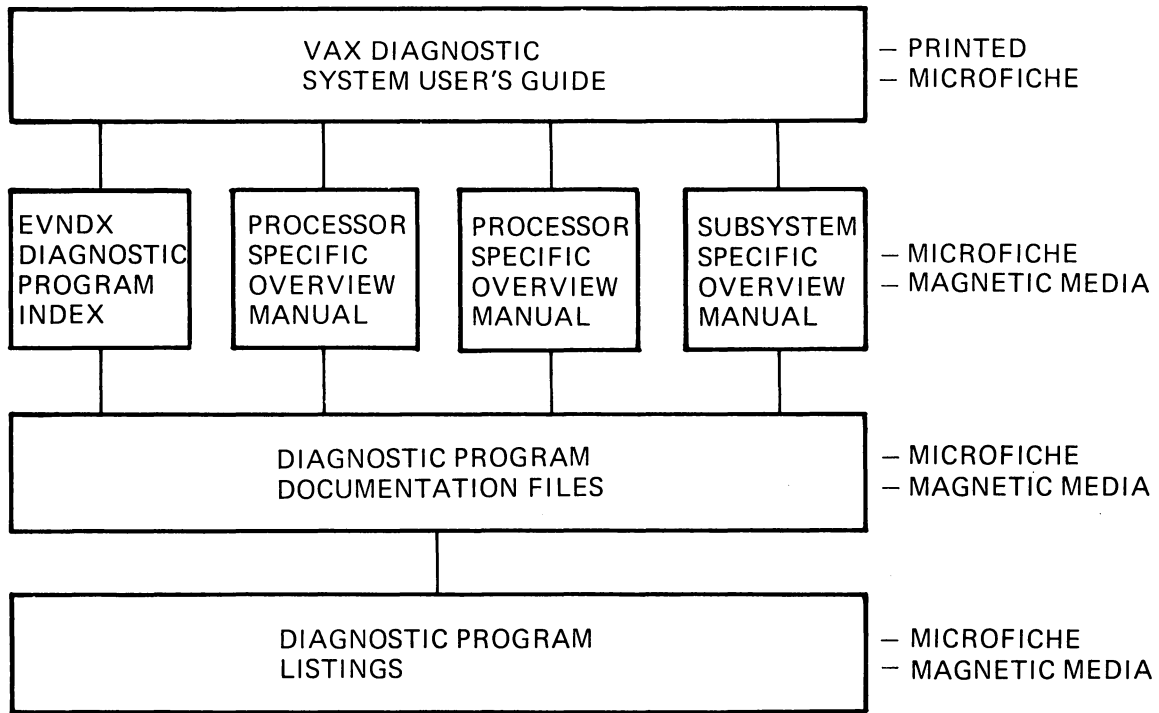 VAX DIAGNOSTIC
SYSTEM USER'S GUIDE
– PRINTED
– MICROFICHE
EVNDX
DIAGNOSTIC
PROGRAM
INDEX
PROCESSOR
SPECIFIC
OVERVIEW
MANUAL
PROCESSOR
SPECIFIC
OVERVIEW
MANUAL
SUBSYSTEM
SPECIFIC
OVERVIEW
MANUAL
– MICROFICHE
– MAGNETIC MEDIA
DIAGNOSTIC PROGRAM
DOCUMENTATION FILES
– MICROFICHE
– MAGNETIC MEDIA
DIAGNOSTIC PROGRAM
LISTINGS
– MICROFICHE
– MAGNETIC MEDIA